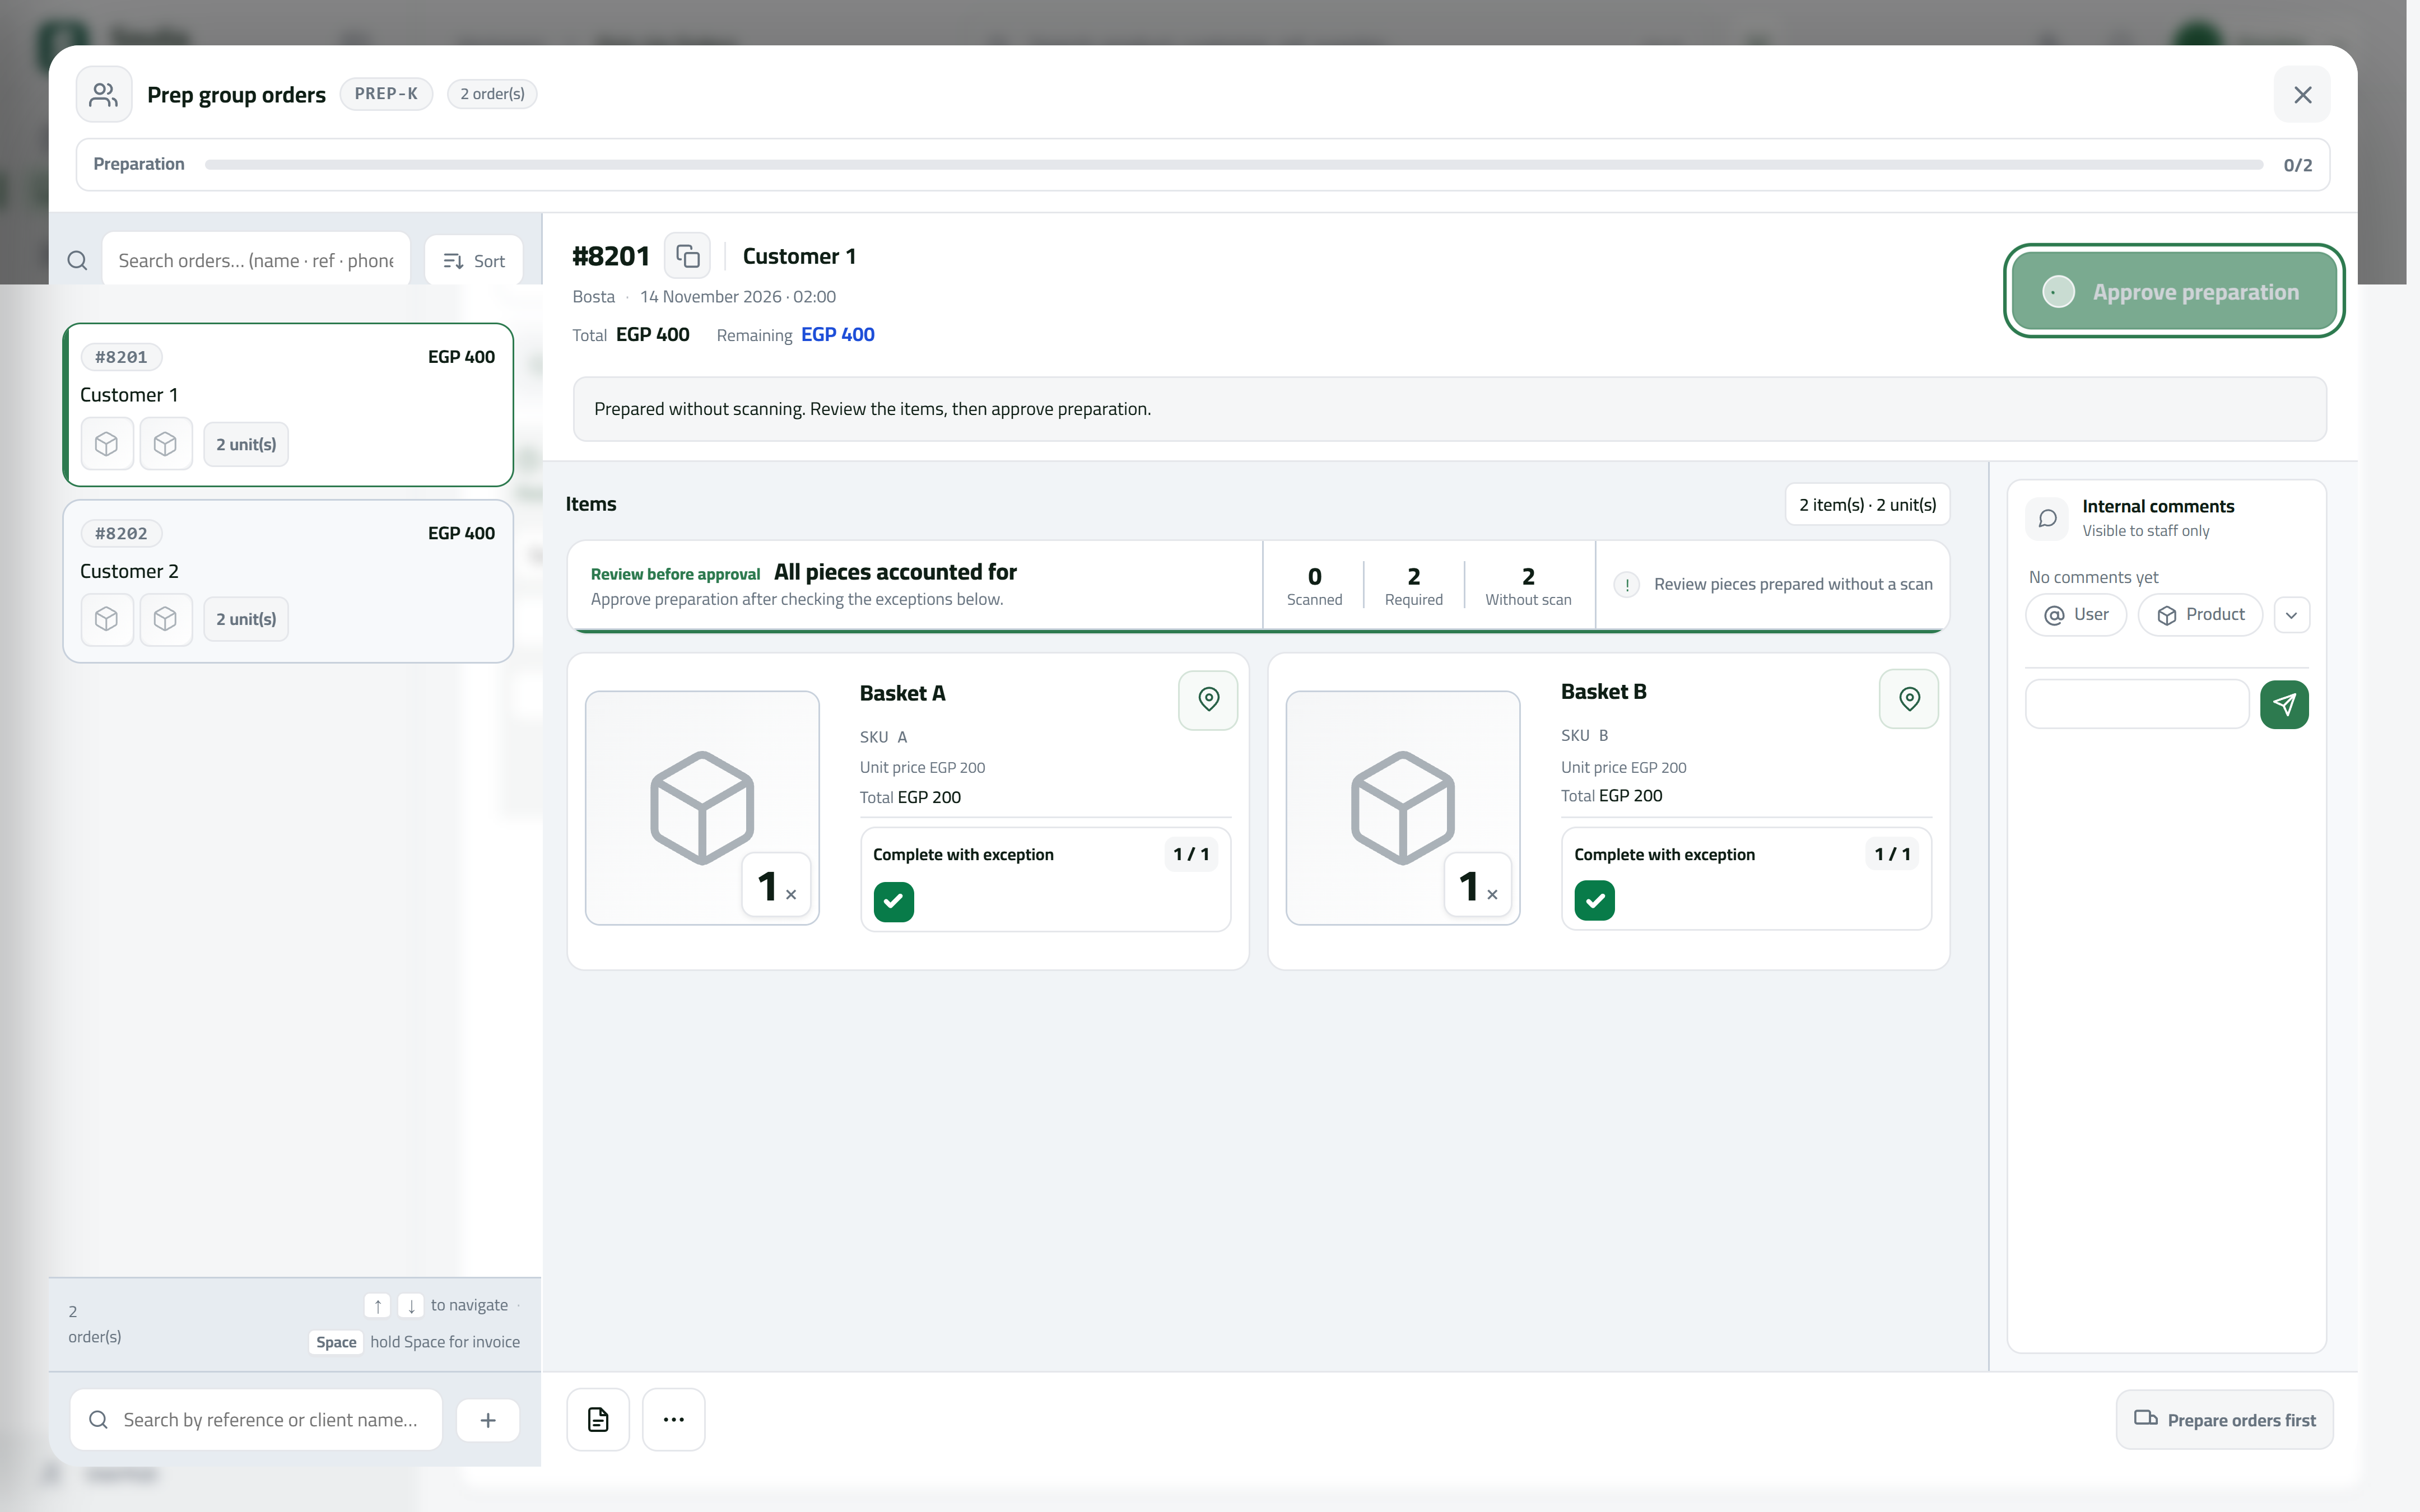 Prep group orders PREP-K 2 order(s)
Preparation 0/2
Search orders... (name · ref · phone Sort
#8201 Customer 1
Bosta · 14 November 2026 · 02:00
Total EGP 400 Remaining EGP 400
Approve preparation
Prepared without scanning. Review the items, then approve preparation.
#8201 EGP 400
Customer 1
2 unit(s)
#8202 EGP 400
Customer 2
2 unit(s)
Items 2 item(s) · 2 unit(s)
Review before approval All pieces accounted for
Approve preparation after checking the exceptions below.
0 Scanned
2 Required
2 Without scan
! Review pieces prepared without a scan
Basket A
SKU A
Unit price EGP 200
Total EGP 200
Complete with exception 1 / 1
1 ×
Basket B
SKU B
Unit price EGP 200
Total EGP 200
Complete with exception 1 / 1
1 ×
Internal comments
Visible to staff only
No comments yet
User Product
2
order(s)
↑ ↓ to navigate ·
Space hold Space for invoice
Search by reference or client name...
Prepare orders first